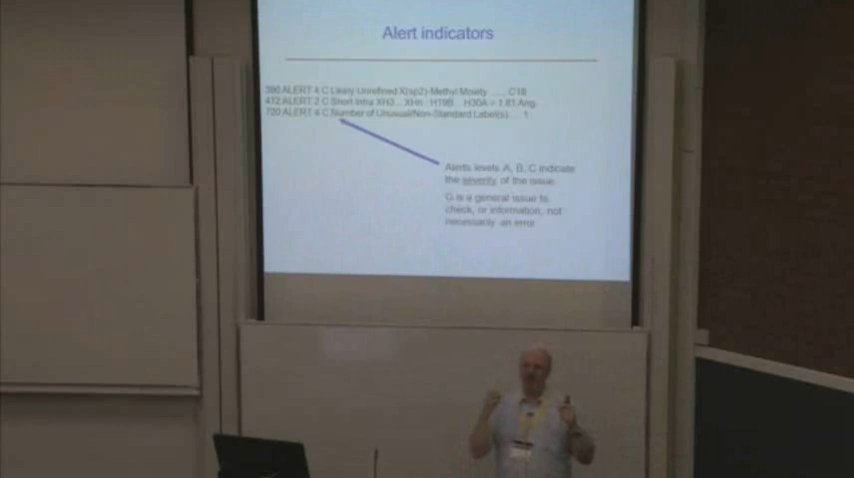 Alert indicators
380 ALERT 4 C Likely Unrefined X(sp2)-Methyl Moiety ..... C18
412 ALERT 2 C Short Intra XH3 .. XHn : H19B .. H30A = 1.81 Ang.
720 ALERT 4 C Number of Unusual/Non-Standard Label(s) ... 1
Alerts levels A, B, C indicate
the severity of the issue.
G is a general issue to
check, or information, not
necessarily an error